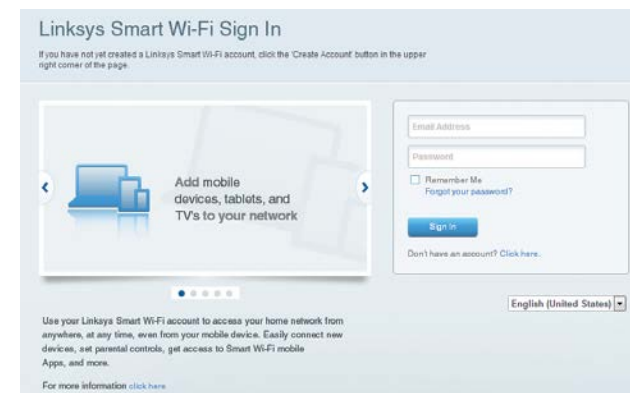 Linksys Smart Wi-Fi Sign In
If you have not yet created a Linksys Smart Wi-Fi account, click the 'Create Account' button in the upper
right corner of the page.
Add mobile
devices, tablets, and
TV's to your network
Email Address
Password
Remember Me
Forgot your password?
Sign In
Don't have an account? Click here.
English (United States)
Use your Linksys Smart Wi-Fi account to access your home network from
anywhere, at any time, even from your mobile device. Easily connect new
devices, set parental controls, get access to Smart Wi-Fi mobile
Apps, and more.
For more information click here